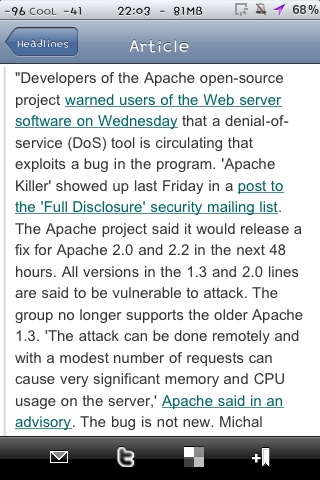 -96 CooL -41 22:03 - 81MB 68%
Headlines Article
"Developers of the Apache open-source
project warned users of the Web server
software on Wednesday that a denial-of-
service (DoS) tool is circulating that
exploits a bug in the program. 'Apache
Killer' showed up last Friday in a post to
the 'Full Disclosure' security mailing list.
The Apache project said it would release a
fix for Apache 2.0 and 2.2 in the next 48
hours. All versions in the 1.3 and 2.0 lines
are said to be vulnerable to attack. The
group no longer supports the older Apache
1.3. 'The attack can be done remotely and
with a modest number of requests can
cause very significant memory and CPU
usage on the server,' Apache said in an
advisory. The bug is not new. Michal